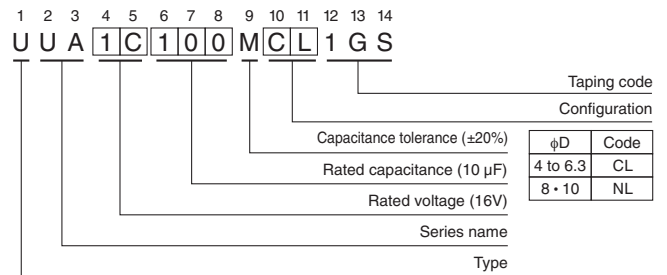 1 2 3 4 5 6 7 8 9 10 11 12 13 14
U U A 1 C 1 0 0 M C L 1 G S
Taping code
Configuration
Capacitance tolerance (±20%)
Rated capacitance (10 µF)
Rated voltage (16V)
Series name
Type
ϕD Code
4 to 6.3 CL
8 • 10 NL